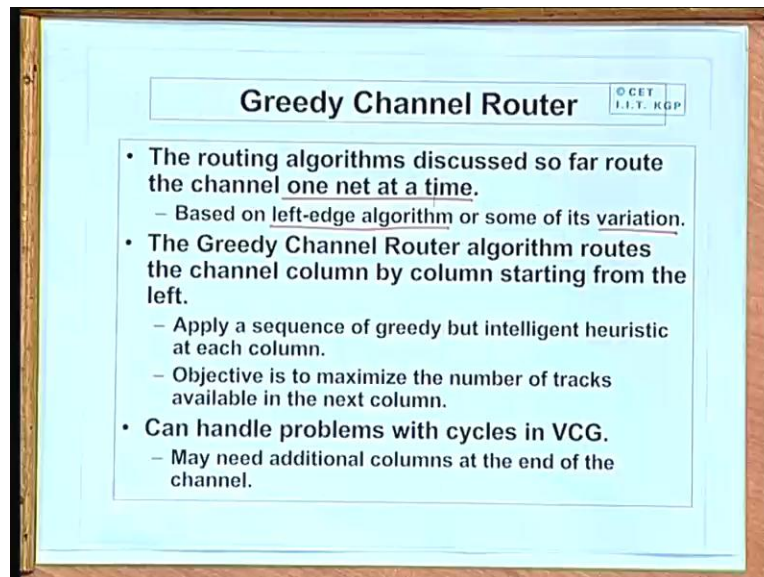 Greedy Channel Router
© CET
I.I.T. KGP
• The routing algorithms discussed so far route
the channel one net at a time.
– Based on left-edge algorithm or some of its variation.
• The Greedy Channel Router algorithm routes
the channel column by column starting from the
left.
– Apply a sequence of greedy but intelligent heuristic
at each column.
– Objective is to maximize the number of tracks
available in the next column.
• Can handle problems with cycles in VCG.
– May need additional columns at the end of the
channel.